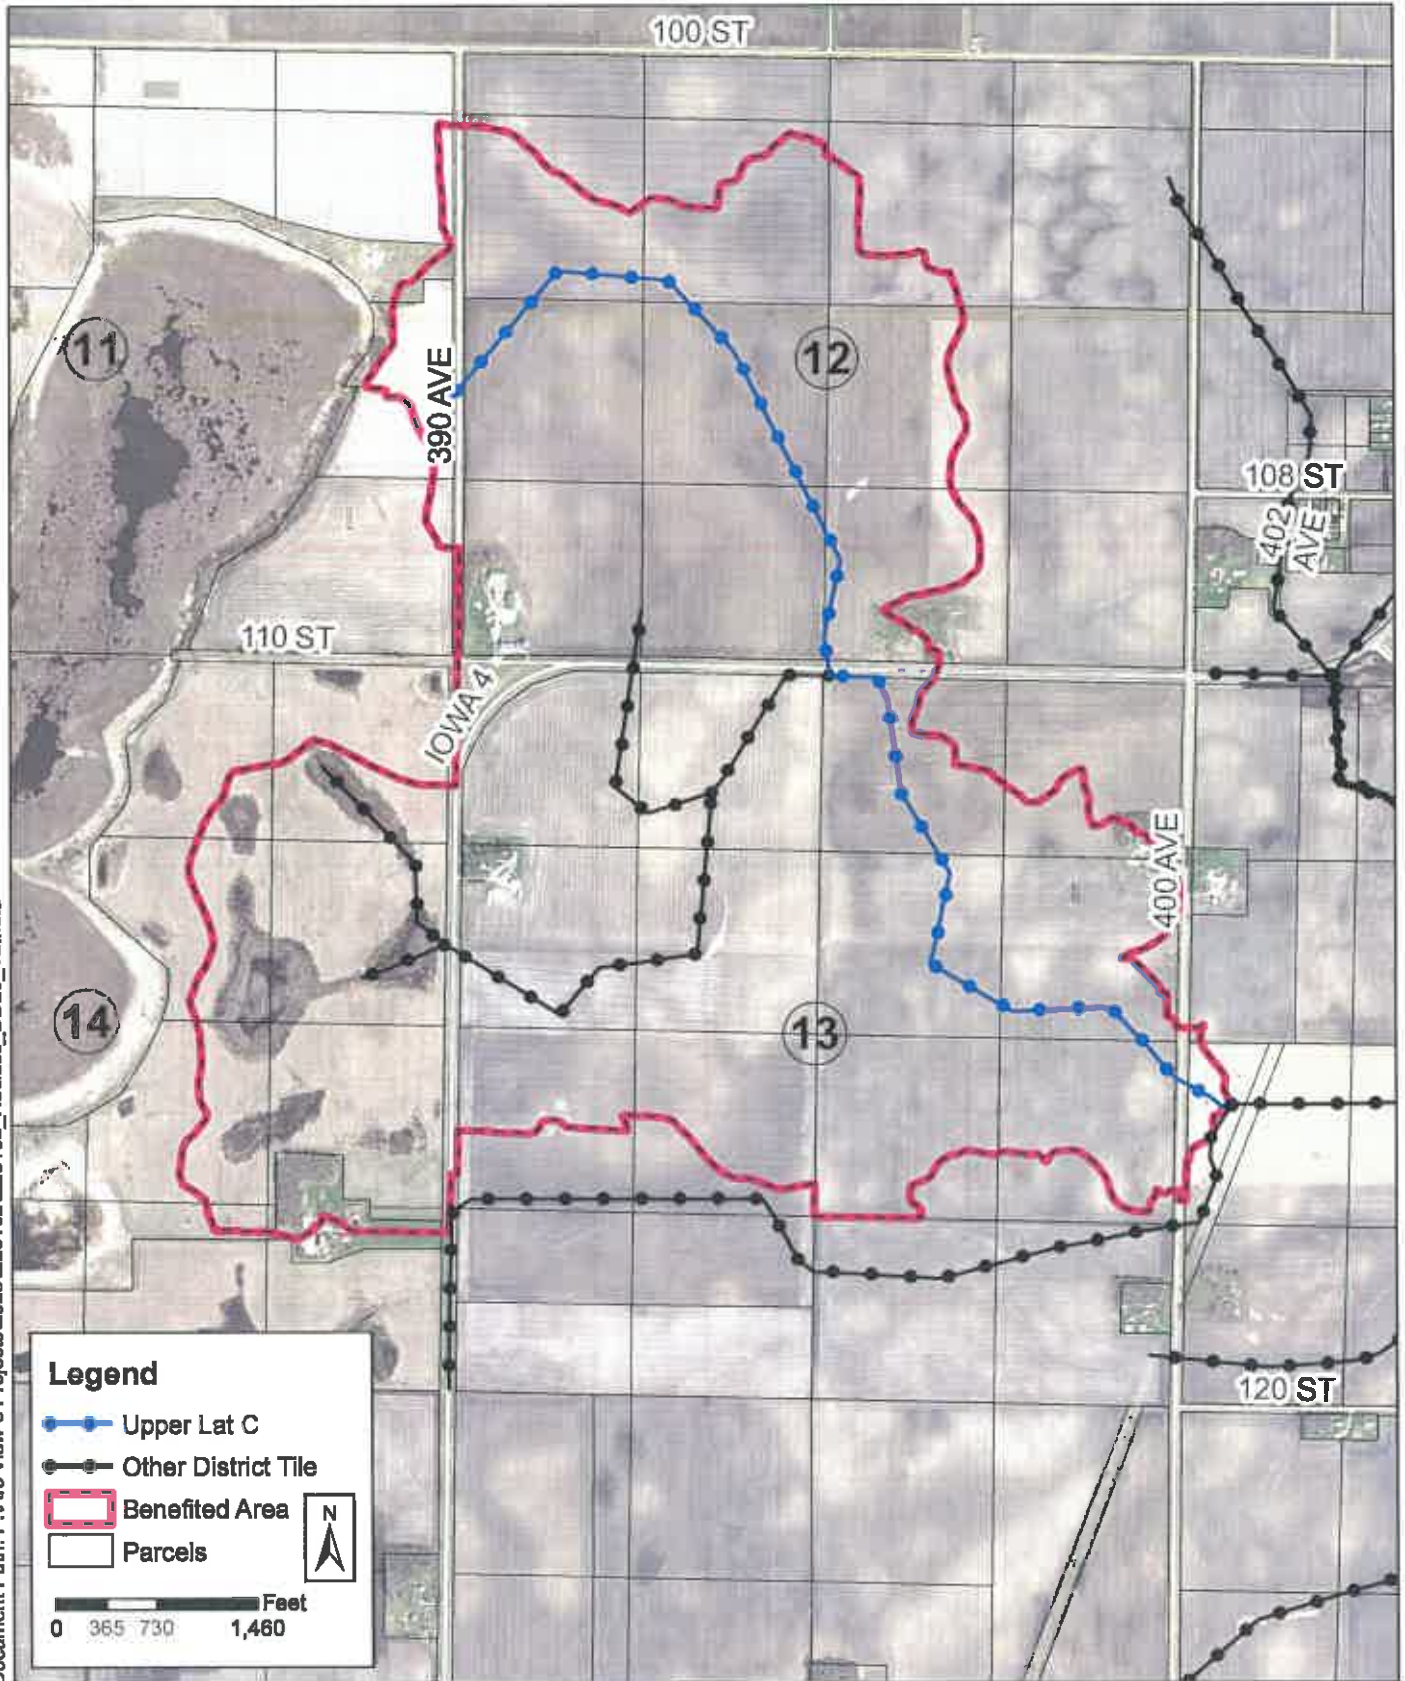 100 ST
11
390 AVE
12
108 ST
402
AVE
110 ST
IOWA 4
400 AVE
14
13
120 ST
Legend
Upper Lat C
Other District Tile
Benefited Area
Parcels
N
Feet
0 365 730 1,460